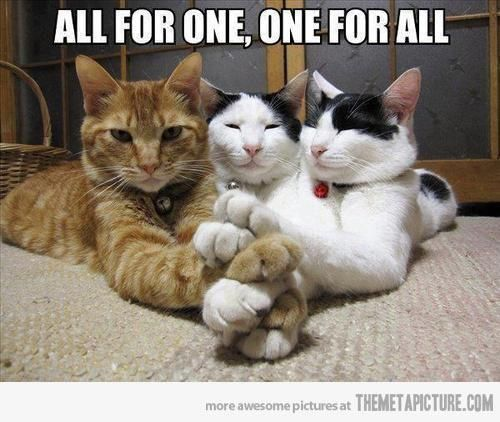 ALL FOR ONE, ONE FOR ALL
more awesome pictures at THEMETAPICTURE.COM